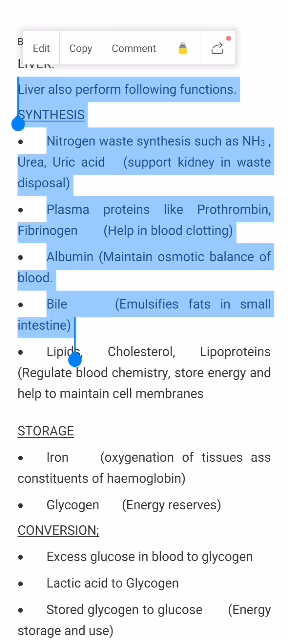 B
Edit Copy Comment
LIVER:
Liver also perform following functions.
SYNTHESIS
• Nitrogen waste synthesis such as NH₃ ,
Urea, Uric acid (support kidney in waste
disposal)
• Plasma proteins like Prothrombin,
Fibrinogen (Help in blood clotting)
• Albumin (Maintain osmotic balance of
blood.
• Bile (Emulsifies fats in small
intestine)
• Lipids, Cholesterol, Lipoproteins
(Regulate blood chemistry, store energy and
help to maintain cell membranes
STORAGE
• Iron (oxygenation of tissues ass
constituents of haemoglobin)
• Glycogen (Energy reserves)
CONVERSION;
• Excess glucose in blood to glycogen
• Lactic acid to Glycogen
• Stored glycogen to glucose (Energy
storage and use)